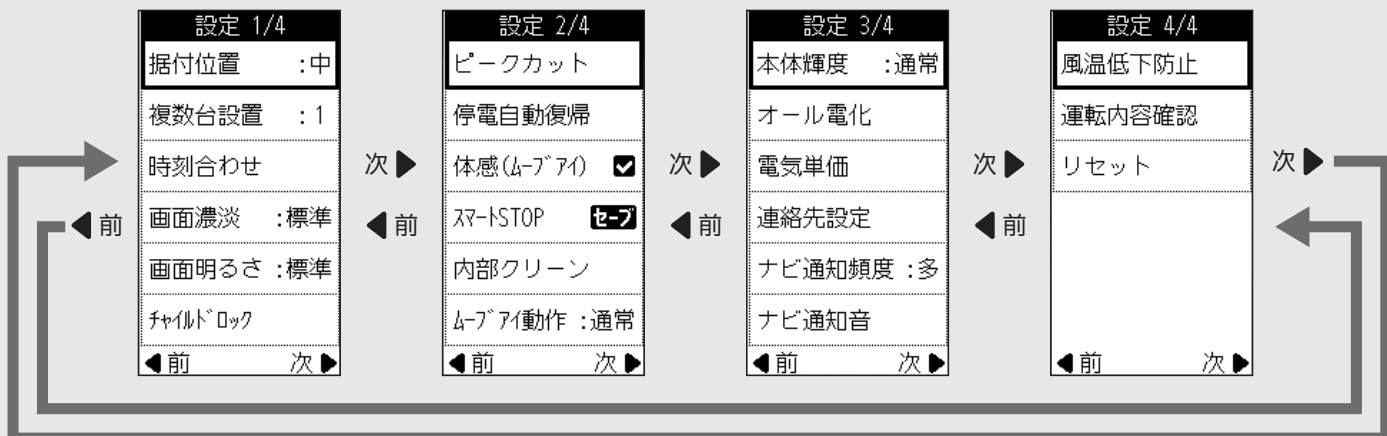 設定 1/4
据付位置 :中
複数台設置 :1
時刻合わせ
画面濃淡 :標準
画面明るさ :標準
ﾁｬｲﾙﾄﾞﾛｯｸ
◀前 次▶
次▶
◀前
◀前
設定 2/4
ピークカット
停電自動復帰
体感(ﾑｰﾌﾞｱｲ) ☑
ｽﾏｰﾄSTOP ｾｰﾌﾞ
内部クリーン
ﾑｰﾌﾞｱｲ動作 :通常
◀前 次▶
次▶
◀前
設定 3/4
本体輝度 :通常
オール電化
電気単価
連絡先設定
ナビ通知頻度 :多
ナビ通知音
◀前 次▶
次▶
◀前
設定 4/4
風温低下防止
運転内容確認
リセット
◀前 次▶
次▶